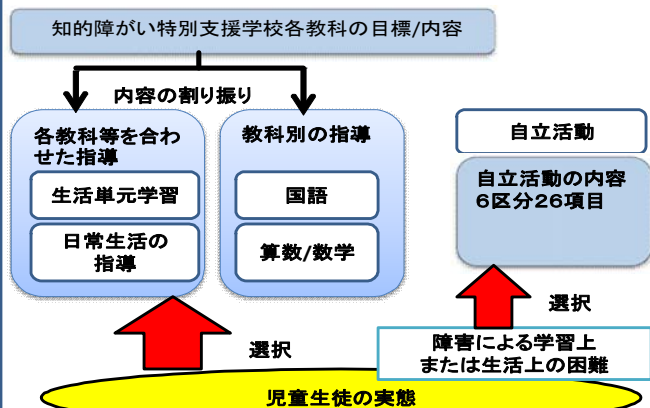 知的障がい特別支援学校各教科の目標/内容
内容の割り振り
各教科等を合わ
せた指導
生活単元学習
日常生活の
指導
教科別の指導
国語
算数/数学
自立活動
自立活動の内容
6区分26項目
選択
選択
障害による学習上
または生活上の困難
児童生徒の実態